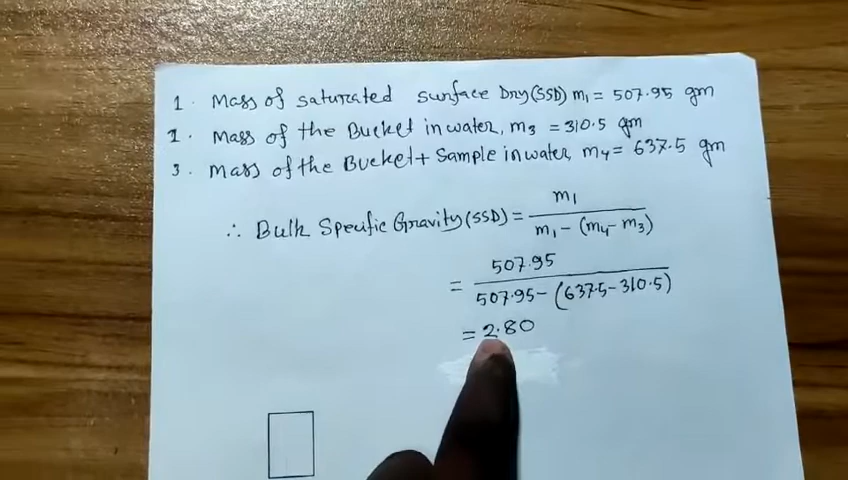 1. Mass of saturated surface Dry(SSD) m₁ = 507.95 gm
2. Mass of the Bucket in water, m₃ = 310.5 gm
3. Mass of the Bucket + Sample in water, m₄ = 637.5 gm
∴ Bulk Specific Gravity (SSD) = m₁ / m₁ - (m₄ - m₃)
= 507.95 / 507.95 - (637.5 - 310.5)
= 2.80